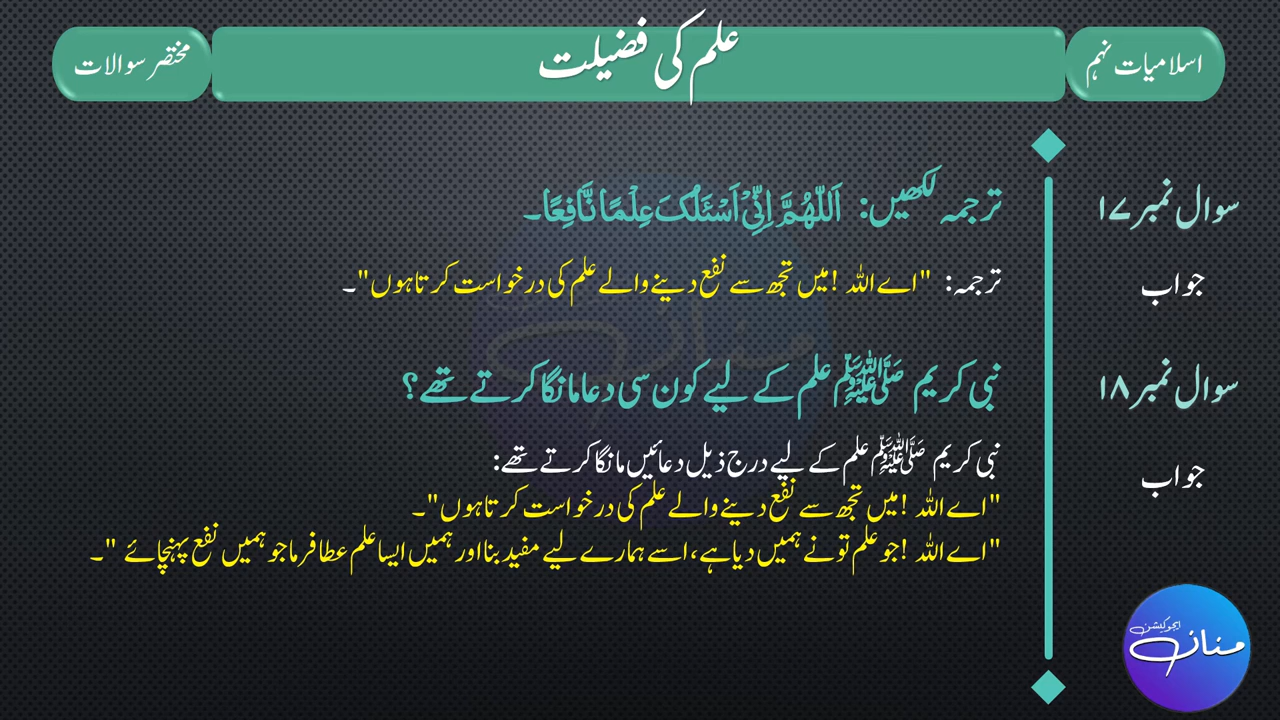 اسلامیات نہم
علم کی فضیلت
مختصر سوالات
سوال نمبر ۱۷
ترجمہ لکھیں: اَللّٰھُمَّ اِنِّیْ اَسْئَلُکَ عِلْمًا نَّافِعًا۔
جواب
ترجمہ: "اے اللہ !میں تجھ سے نفع دینے والے علم کی درخواست کرتا ہوں"۔
سوال نمبر ۱۸
نبی کریم ﷺ علم کے لیے کون سی دعا مانگا کرتے تھے؟
جواب
نبی کریم ﷺ علم کے لیے درج ذیل دعائیں مانگا کرتے تھے:
"اے اللہ !میں تجھ سے نفع دینے والے علم کی درخواست کرتا ہوں"۔
"اے اللہ !جو علم تو نے ہمیں دیا ہے، اسے ہمارے لیے مفید بنا اور ہمیں ایسا علم عطا فرما جو ہمیں نفع پہنچائے "۔
ایجوکیشن